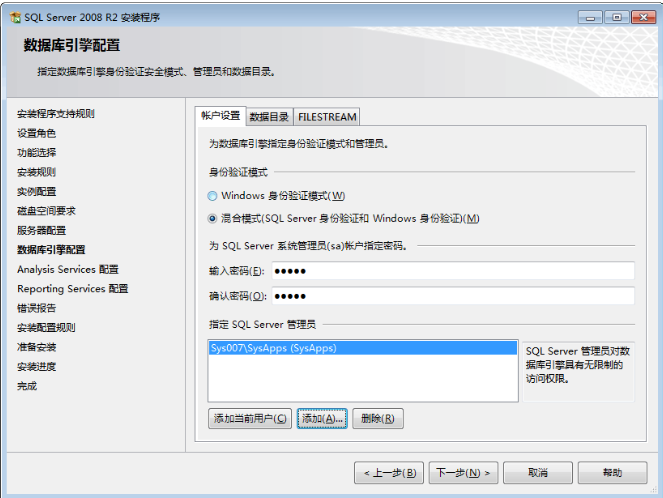 SQL Server 2008 R2 安装程序
数据库引擎配置
指定数据库引擎身份验证安全模式、管理员和数据目录。
安装程序支持规则
设置角色
功能选择
安装规则
实例配置
磁盘空间要求
服务器配置
数据库引擎配置
Analysis Services 配置
Reporting Services 配置
错误报告
安装配置规则
准备安装
安装进度
完成
帐户设置 数据目录 FILESTREAM
为数据库引擎指定身份验证模式和管理员。
身份验证模式
Windows 身份验证模式(W)
混合模式(SQL Server 身份验证和 Windows 身份验证)(M)
为 SQL Server 系统管理员(sa)帐户指定密码。
输入密码(E): ●●●●●
确认密码(O): ●●●●●
指定 SQL Server 管理员
Sys007\SysApps (SysApps)
SQL Server 管理员对数
据库引擎具有无限制的
访问权限。
添加当前用户(C) 添加(A)... 删除(R)
< 上一步(B) 下一步(N) > 取消 帮助